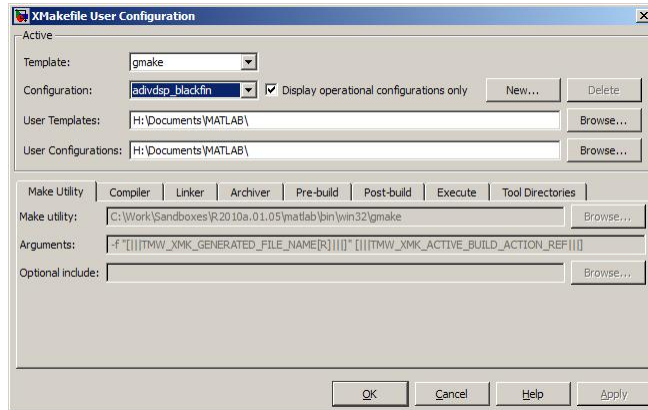 XMakefile User Configuration
Active
Template: gmake
Configuration: adivdsp_blackfin Display operational configurations only New... Delete
User Templates: H:\Documents\MATLAB\ Browse...
User Configurations: H:\Documents\MATLAB\ Browse...
Make Utility Compiler Linker Archiver Pre-build Post-build Execute Tool Directories
Make utility: C:\Work\Sandboxes\R2010a.01.05\matlab\bin\win32\gmake Browse...
Arguments: -f "[|||TMW_XMK_GENERATED_FILE_NAME[R]|||]" [|||TMW_XMK_ACTIVE_BUILD_ACTION_REF|||]
Optional include: Browse...
OK Cancel Help Apply